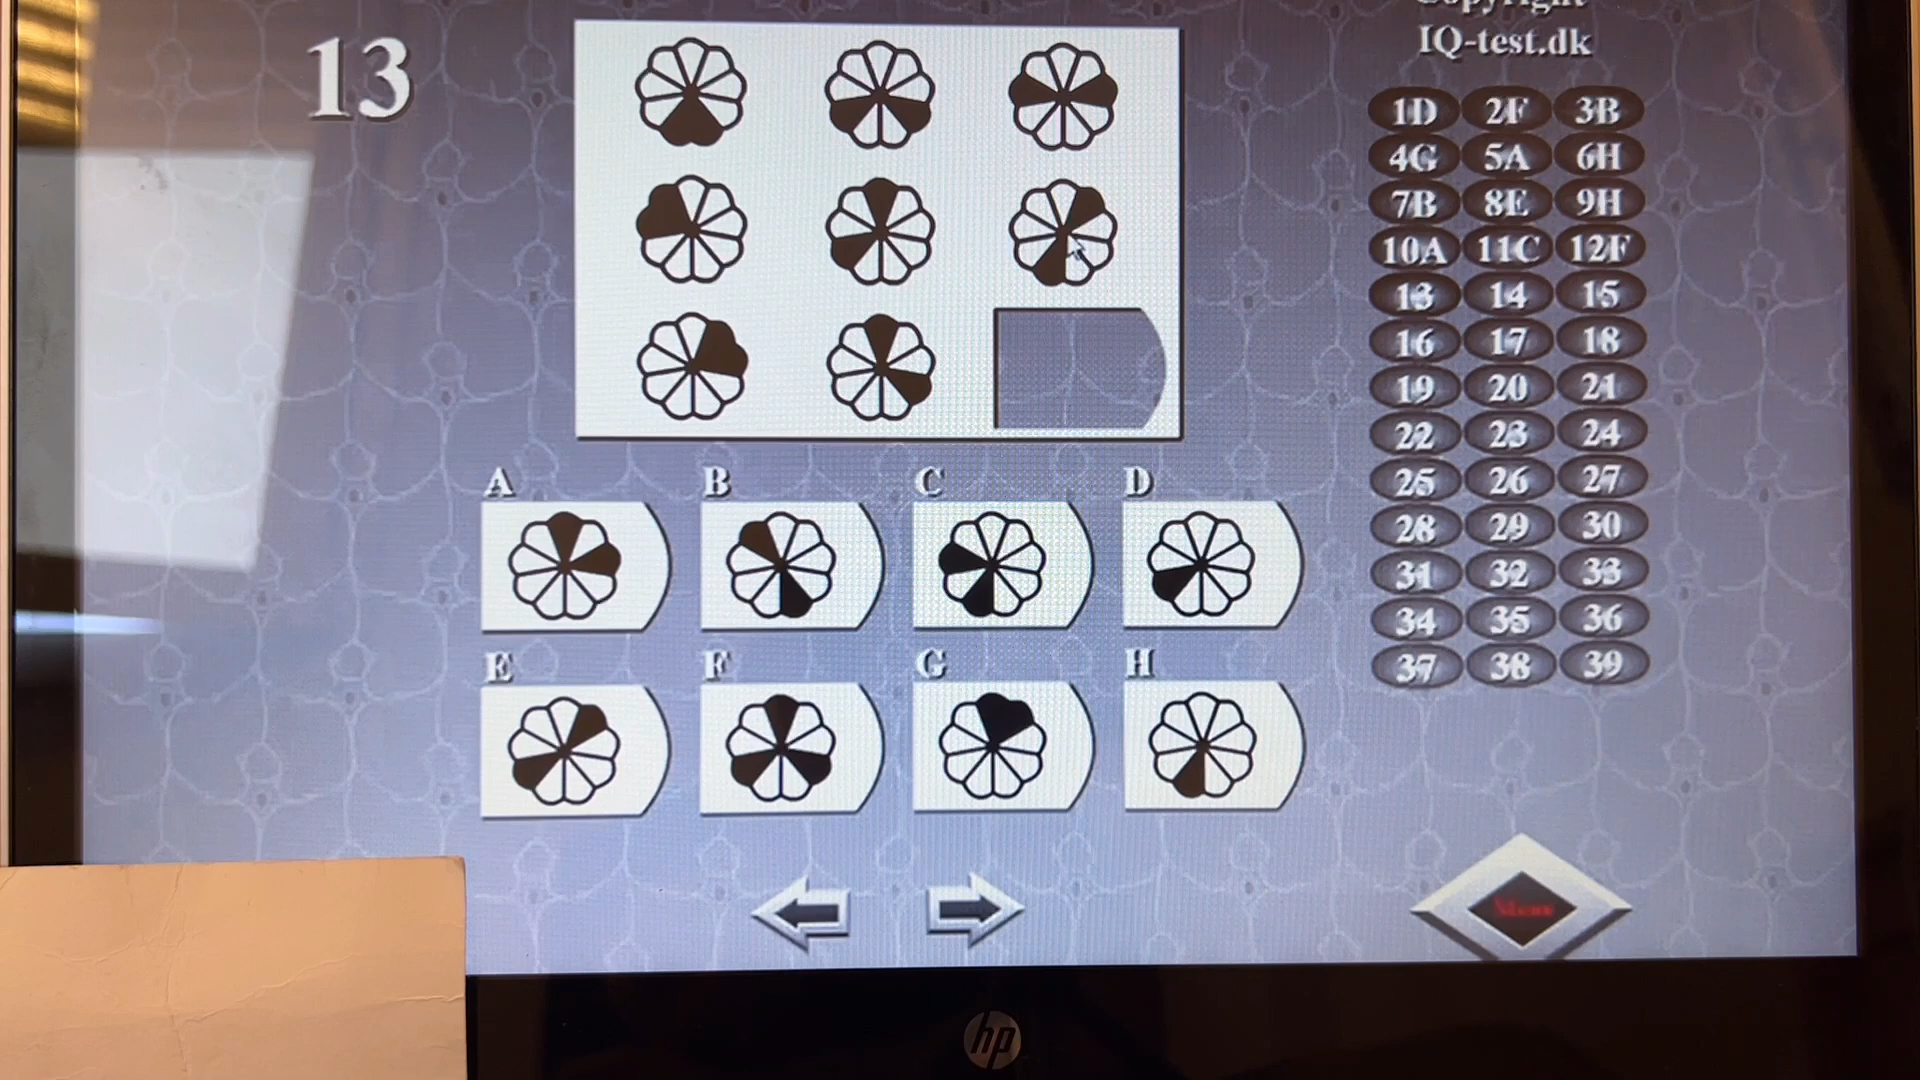 Copyright
IQ-test.dk
13
1D 2F 3B
4G 5A 6H
7B 8E 9H
10A 11C 12F
13 14 15
16 17 18
19 20 21
22 23 24
25 26 27
28 29 30
31 32 33
34 35 36
37 38 39
A B C D
E F G H
Menu
hp